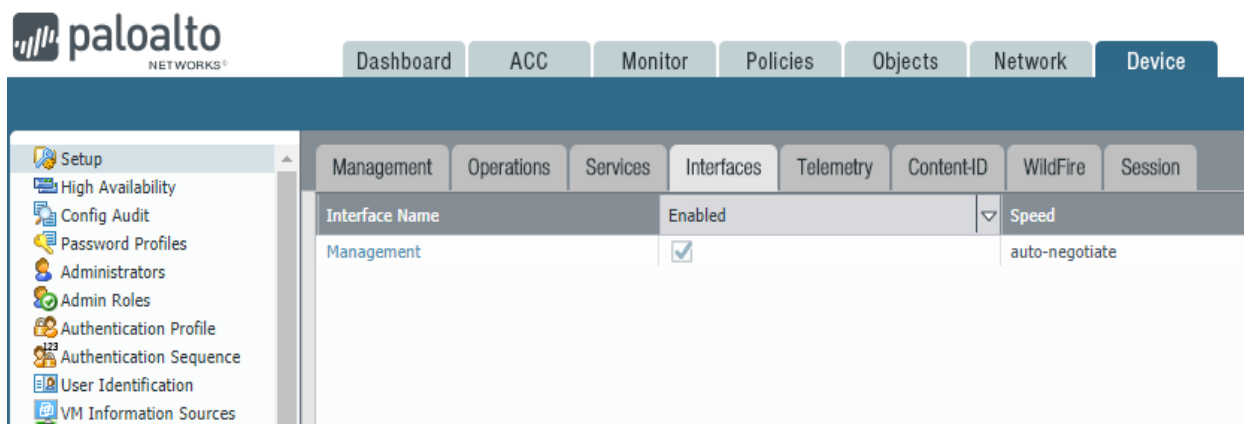 paloalto
NETWORKS®
Dashboard ACC Monitor Policies Objects Network Device
Setup
High Availability
Config Audit
Password Profiles
Administrators
Admin Roles
Authentication Profile
123
Authentication Sequence
User Identification
VM Information Sources
Management Operations Services Interfaces Telemetry Content-ID WildFire Session
Interface Name Enabled Speed
Management auto-negotiate